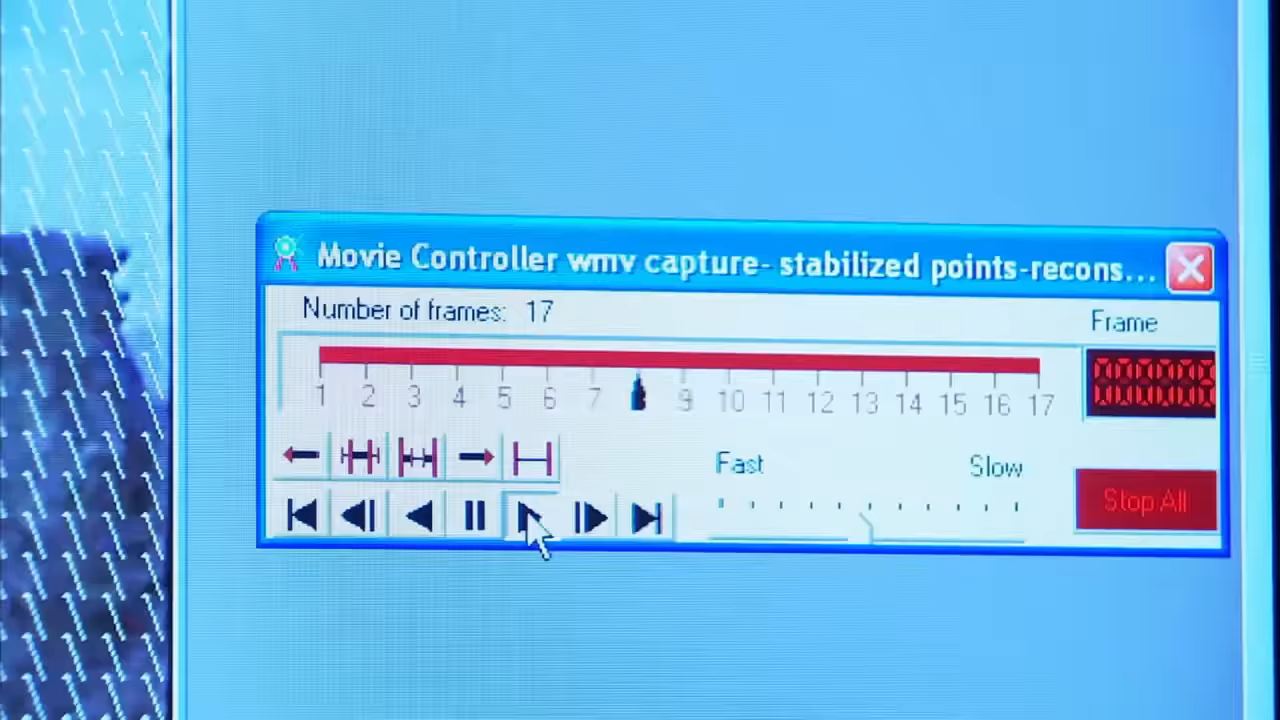 Movie Controller wmv capture- stabilized points-recons...
Number of frames: 17
Frame
1 2 3 4 5 6 7 9 10 11 12 13 14 15 16 17
Fast
Slow
Stop All